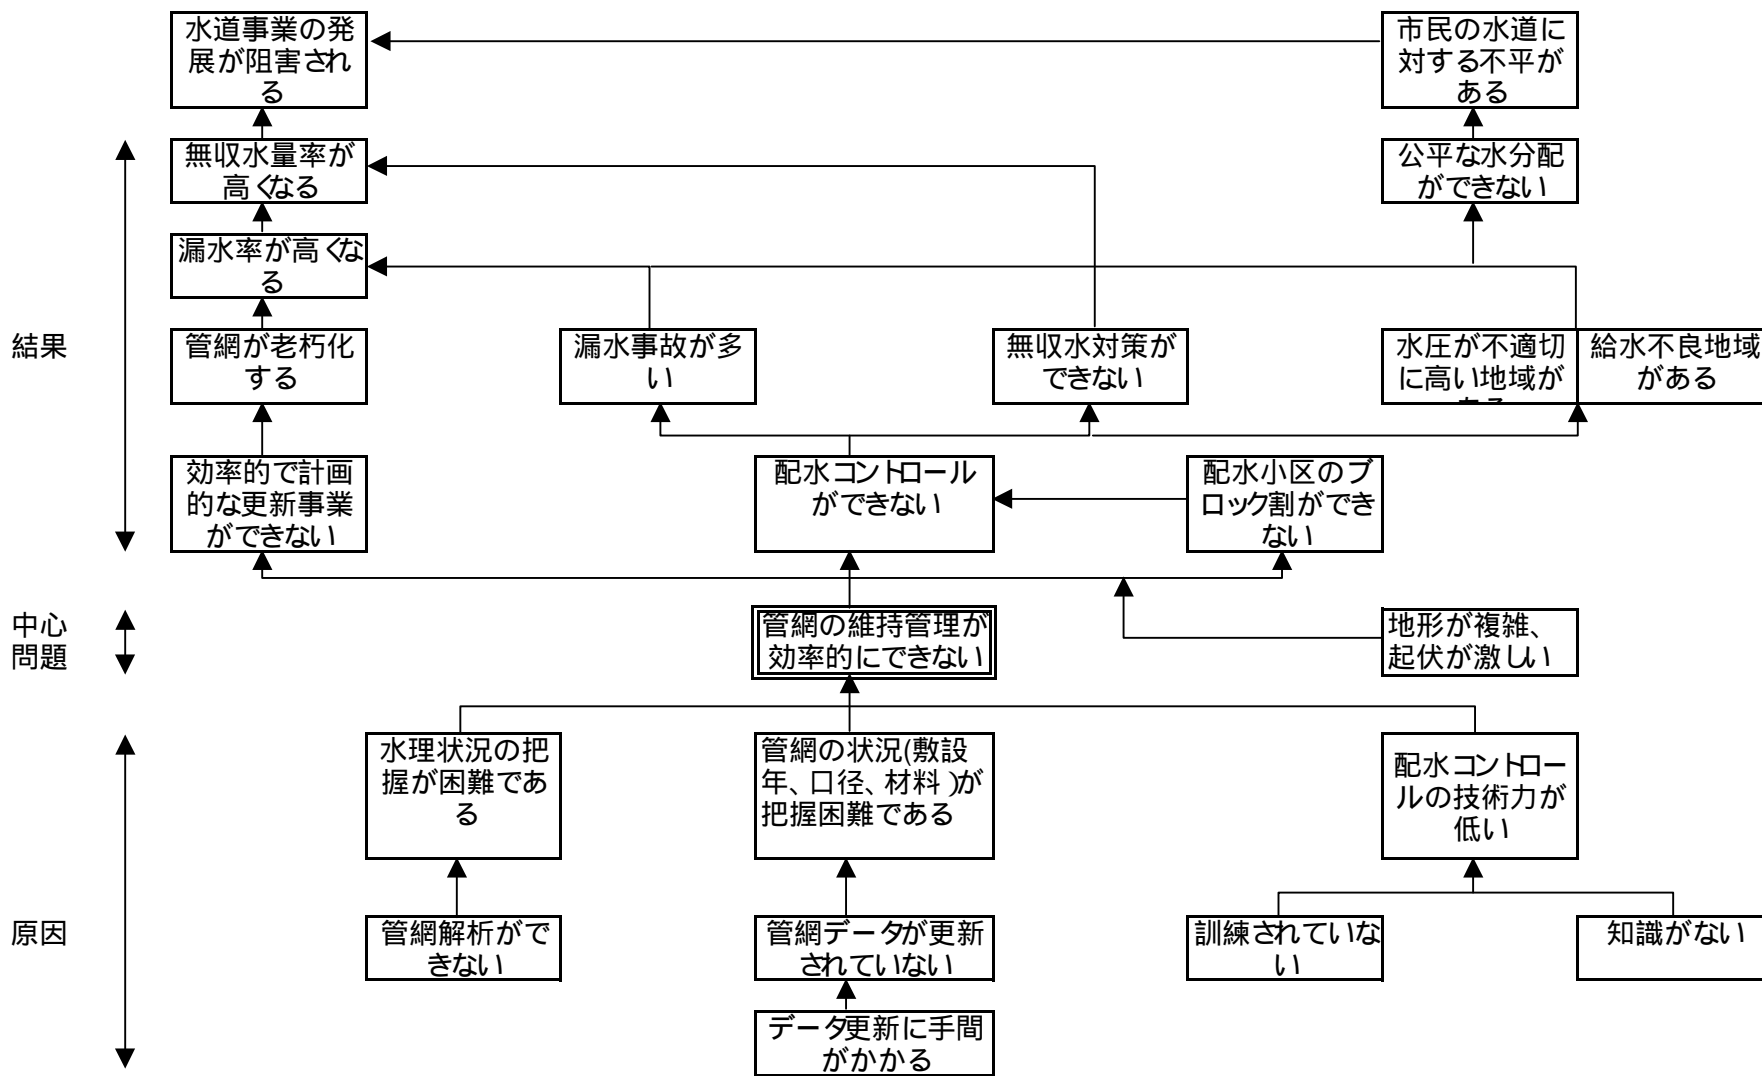 水道事業の発
展が阻害され
る
市民の水道に
対する不平が
ある
無収水量率が
高くなる
公平な水分配
ができない
漏水率が高くな
る
結果
管網が老朽化
する
漏水事故が多
い
無収水対策が
できない
水圧が不適切
に高い地域が
給水不良地域
がある
効率的で計画
的な更新事業
ができない
配水コントロール
ができない
配水小区のブ
ロック割ができ
ない
中心
問題
管網の維持管理が
効率的にできない
地形が複雑、
起伏が激しい
水理状況の把
握が困難であ
る
管網の状況(敷設
年、口径、材料)が
把握困難である
配水コントロー
ルの技術力が
低い
原因
管網解析がで
きない
管網データが更新
されていない
訓練されていな
い
知識がない
データ更新に手間
がかかる